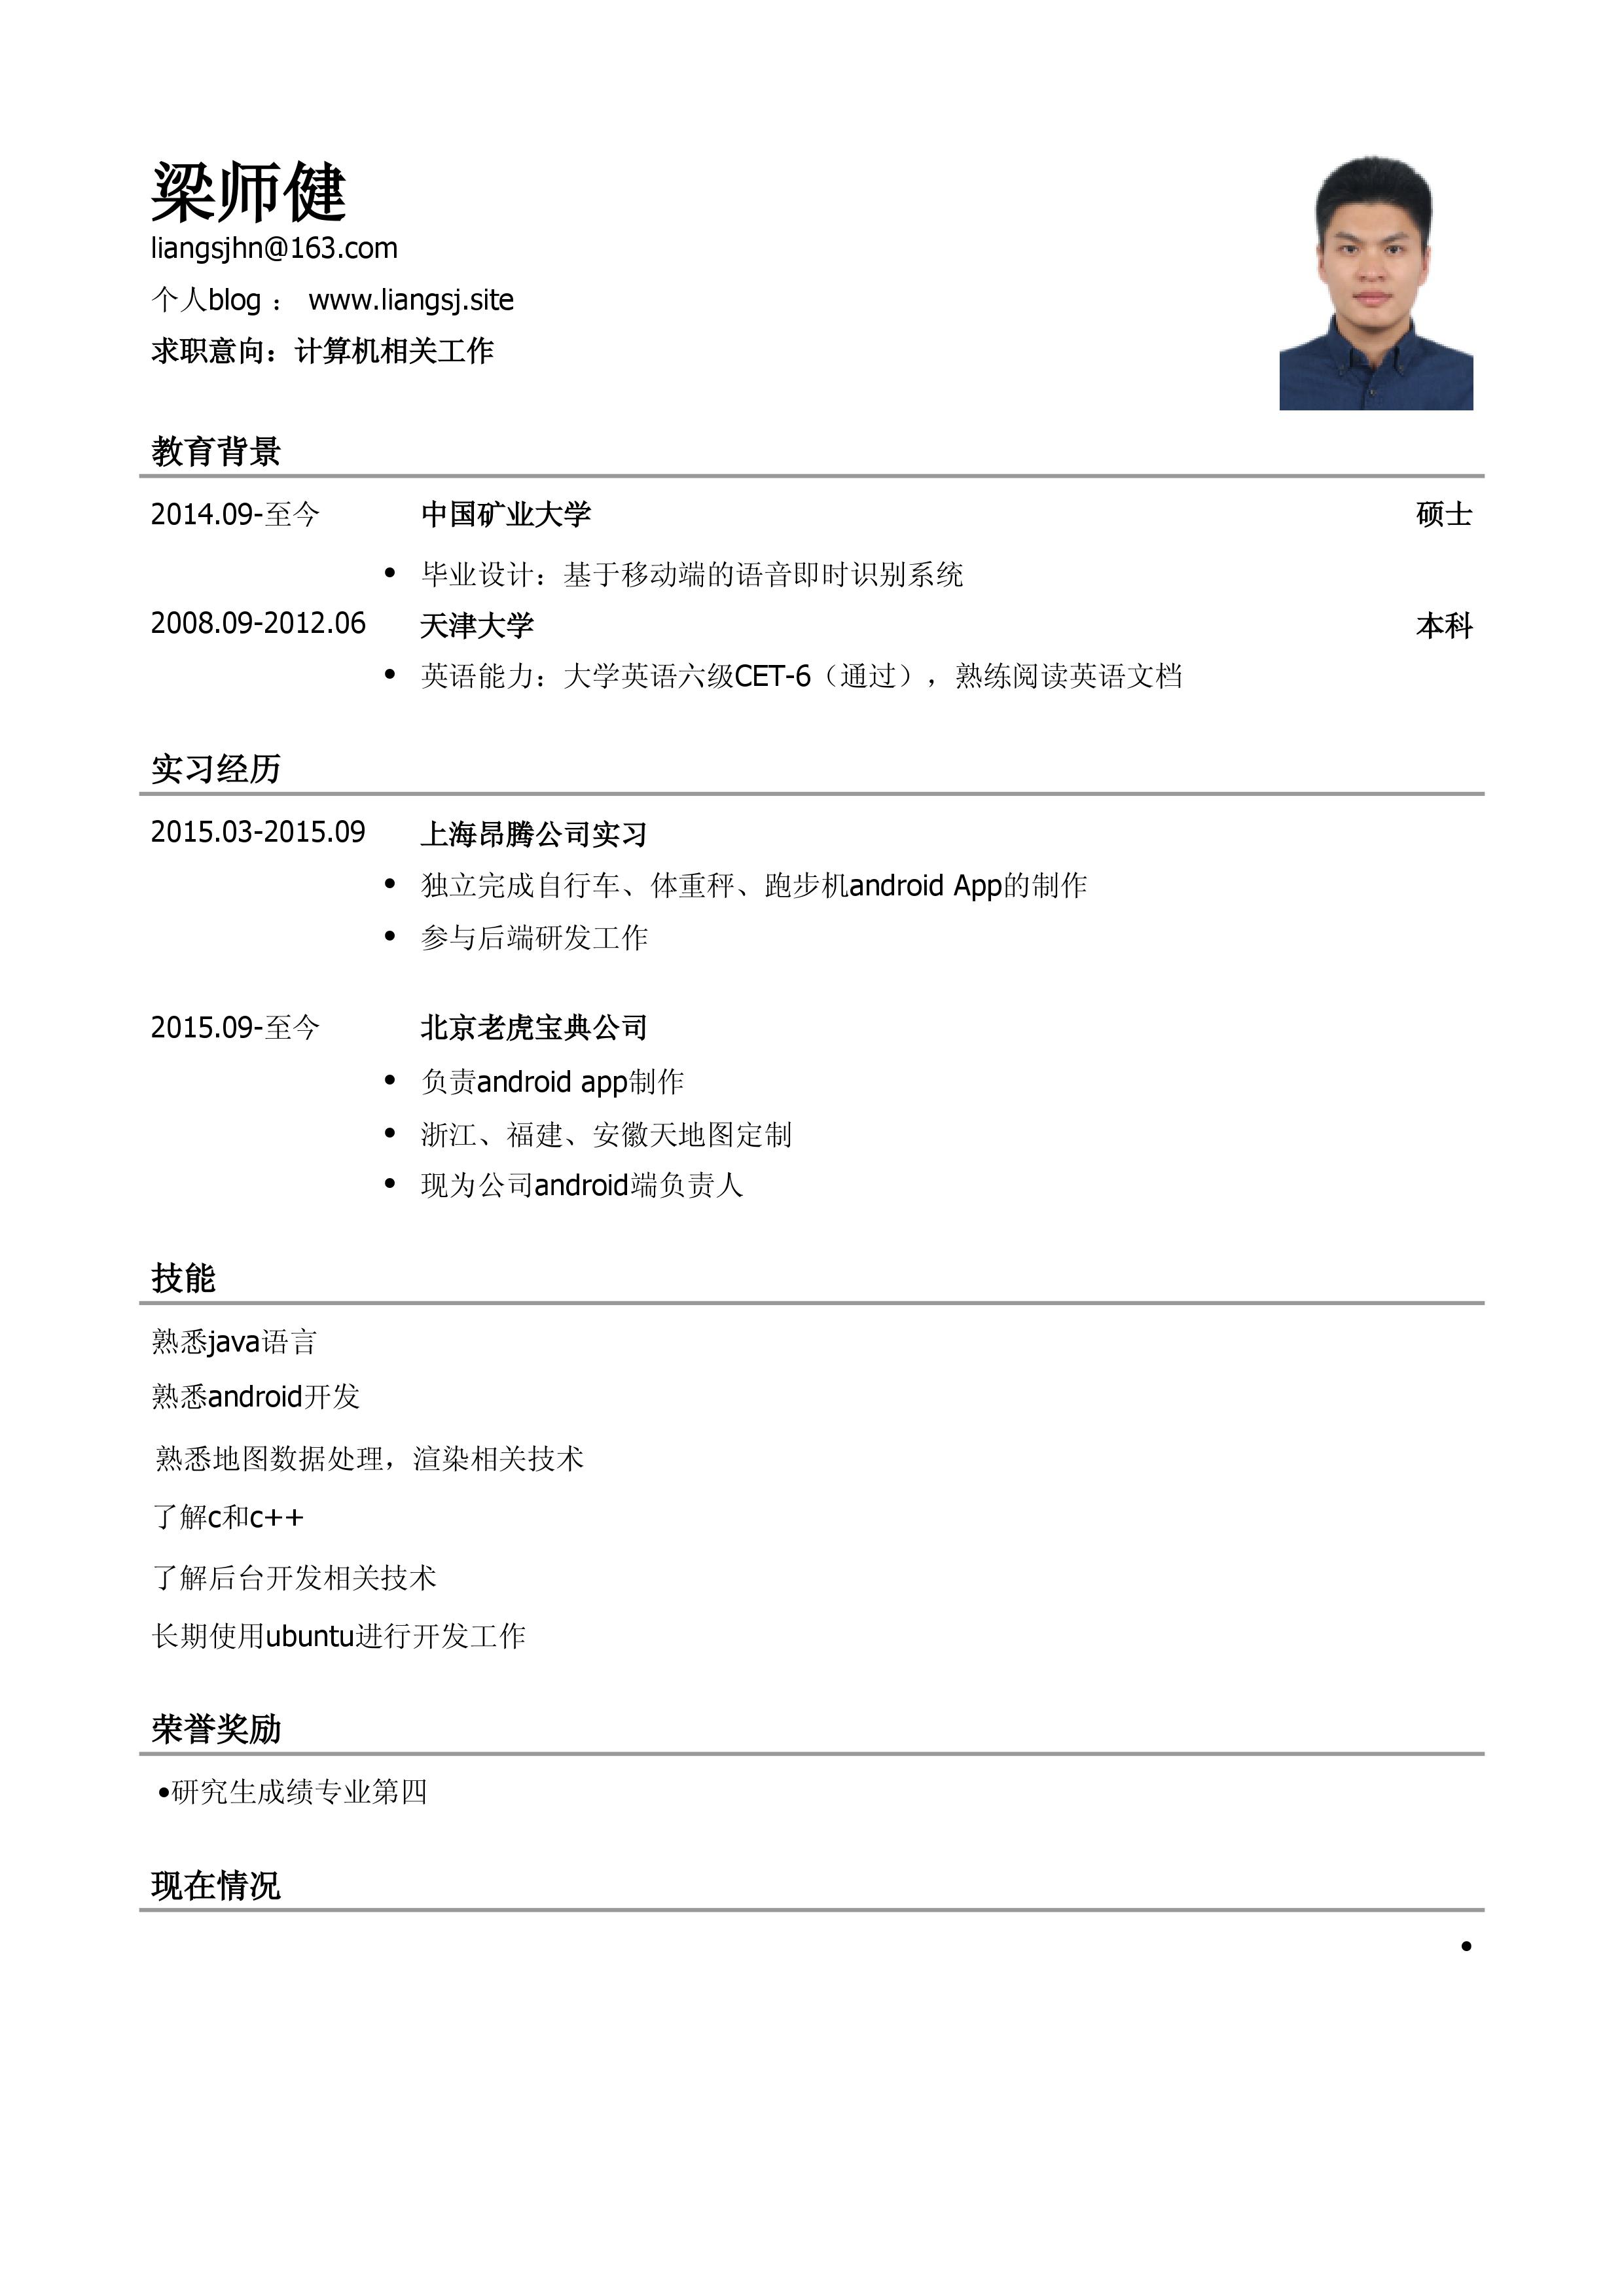 梁师健
liangsjhn@163.com
个人blog ： www.liangsj.site
求职意向：计算机相关工作
教育背景
2014.09-至今 中国矿业大学 硕士
• 毕业设计：基于移动端的语音即时识别系统
2008.09-2012.06 天津大学 本科
• 英语能力：大学英语六级CET-6（通过），熟练阅读英语文档
实习经历
2015.03-2015.09 上海昂腾公司实习
• 独立完成自行车、体重秤、跑步机android App的制作
• 参与后端研发工作
2015.09-至今 北京老虎宝典公司
• 负责android app制作
• 浙江、福建、安徽天地图定制
• 现为公司android端负责人
技能
熟悉java语言
熟悉android开发
熟悉地图数据处理，渲染相关技术
了解c和c++
了解后台开发相关技术
长期使用ubuntu进行开发工作
荣誉奖励
•研究生成绩专业第四
现在情况
•